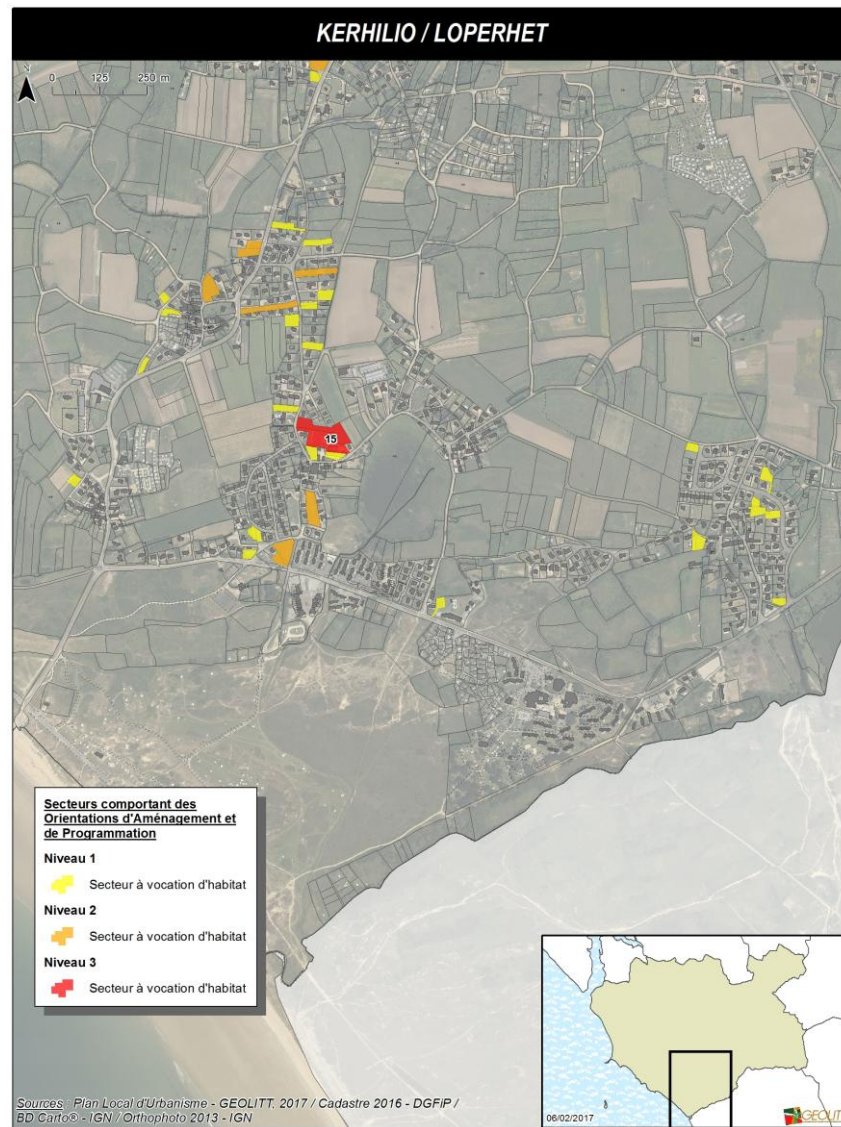 KERHILIO / LOPERHET
0 125 250 m
15
Secteurs comportant des
Orientations d'Aménagement et
de Programmation
Niveau 1
Secteur à vocation d'habitat
Niveau 2
Secteur à vocation d'habitat
Niveau 3
Secteur à vocation d'habitat
Sources : Plan Local d'Urbanisme - GEOLITT, 2017 / Cadastre 2016 - DGFiP /
BD Carto® - IGN / Orthophoto 2013 - IGN
06/02/2017
GEOLIT